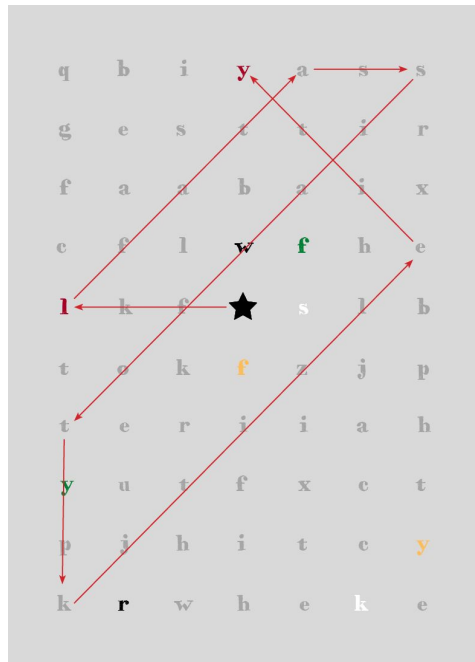 q b i y a s s
g e s t t i r
f a a b a i x
c f l w f h e
l k f s l b
t o k f z j p
t e r i i a h
y u t f x c t
p j h i t c y
k r w h e k e